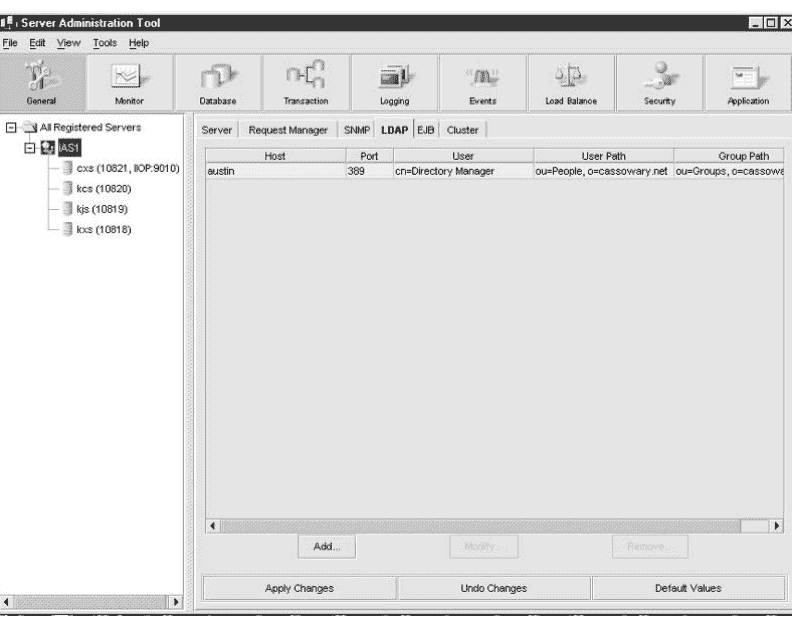 Server Administration Tool
File Edit View Tools Help
General Monitor Database Transaction Logging Events Load Balance Security Application
All Registered Servers
iAS1
cxs (10821, IIOP:9010)
kcs (10820)
kjs (10819)
kxs (10818)
Server Request Manager SNMP LDAP EJB Cluster
Host Port User User Path Group Path
austin 389 cn=Directory Manager ou=People, o=cassowary.net ou=Groups, o=cassowa
Add... Modify... Remove...
Apply Changes Undo Changes Default Values